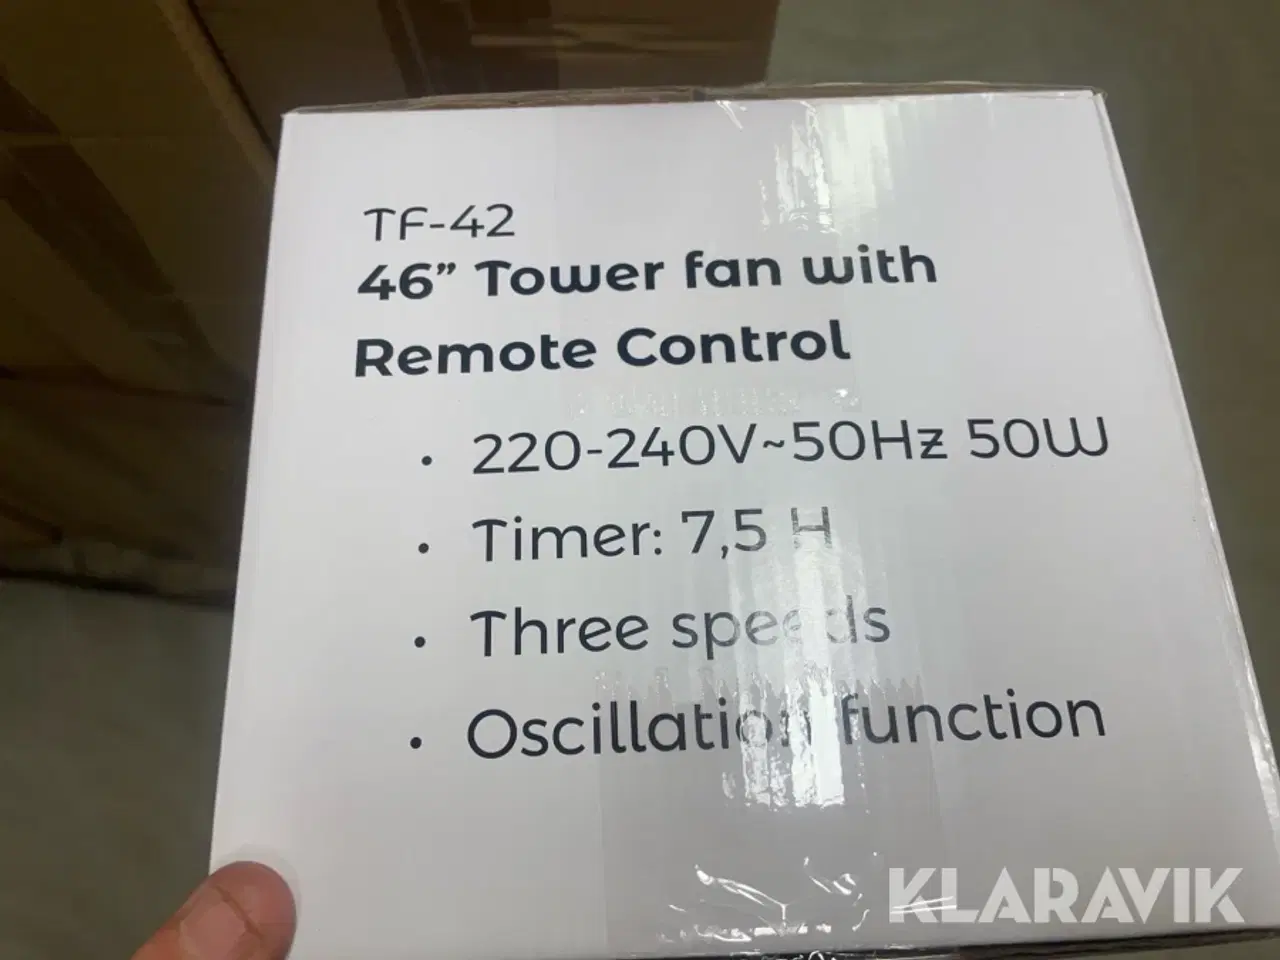 TF-42
46” Tower fan with
Remote Control
• 220-240V~50Hz 50W
• Timer: 7,5 H
• Three speeds
• Oscillation function
KLARAVIK